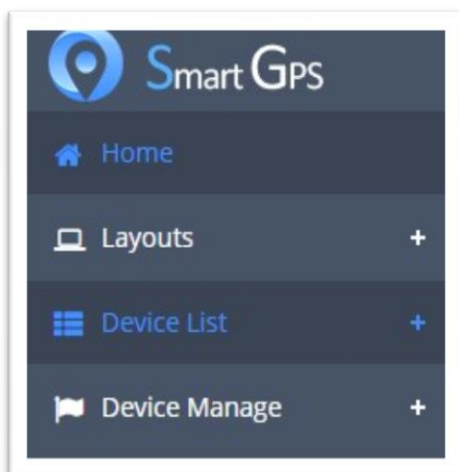 Smart GPS
Home
Layouts +
Device List +
Device Manage +